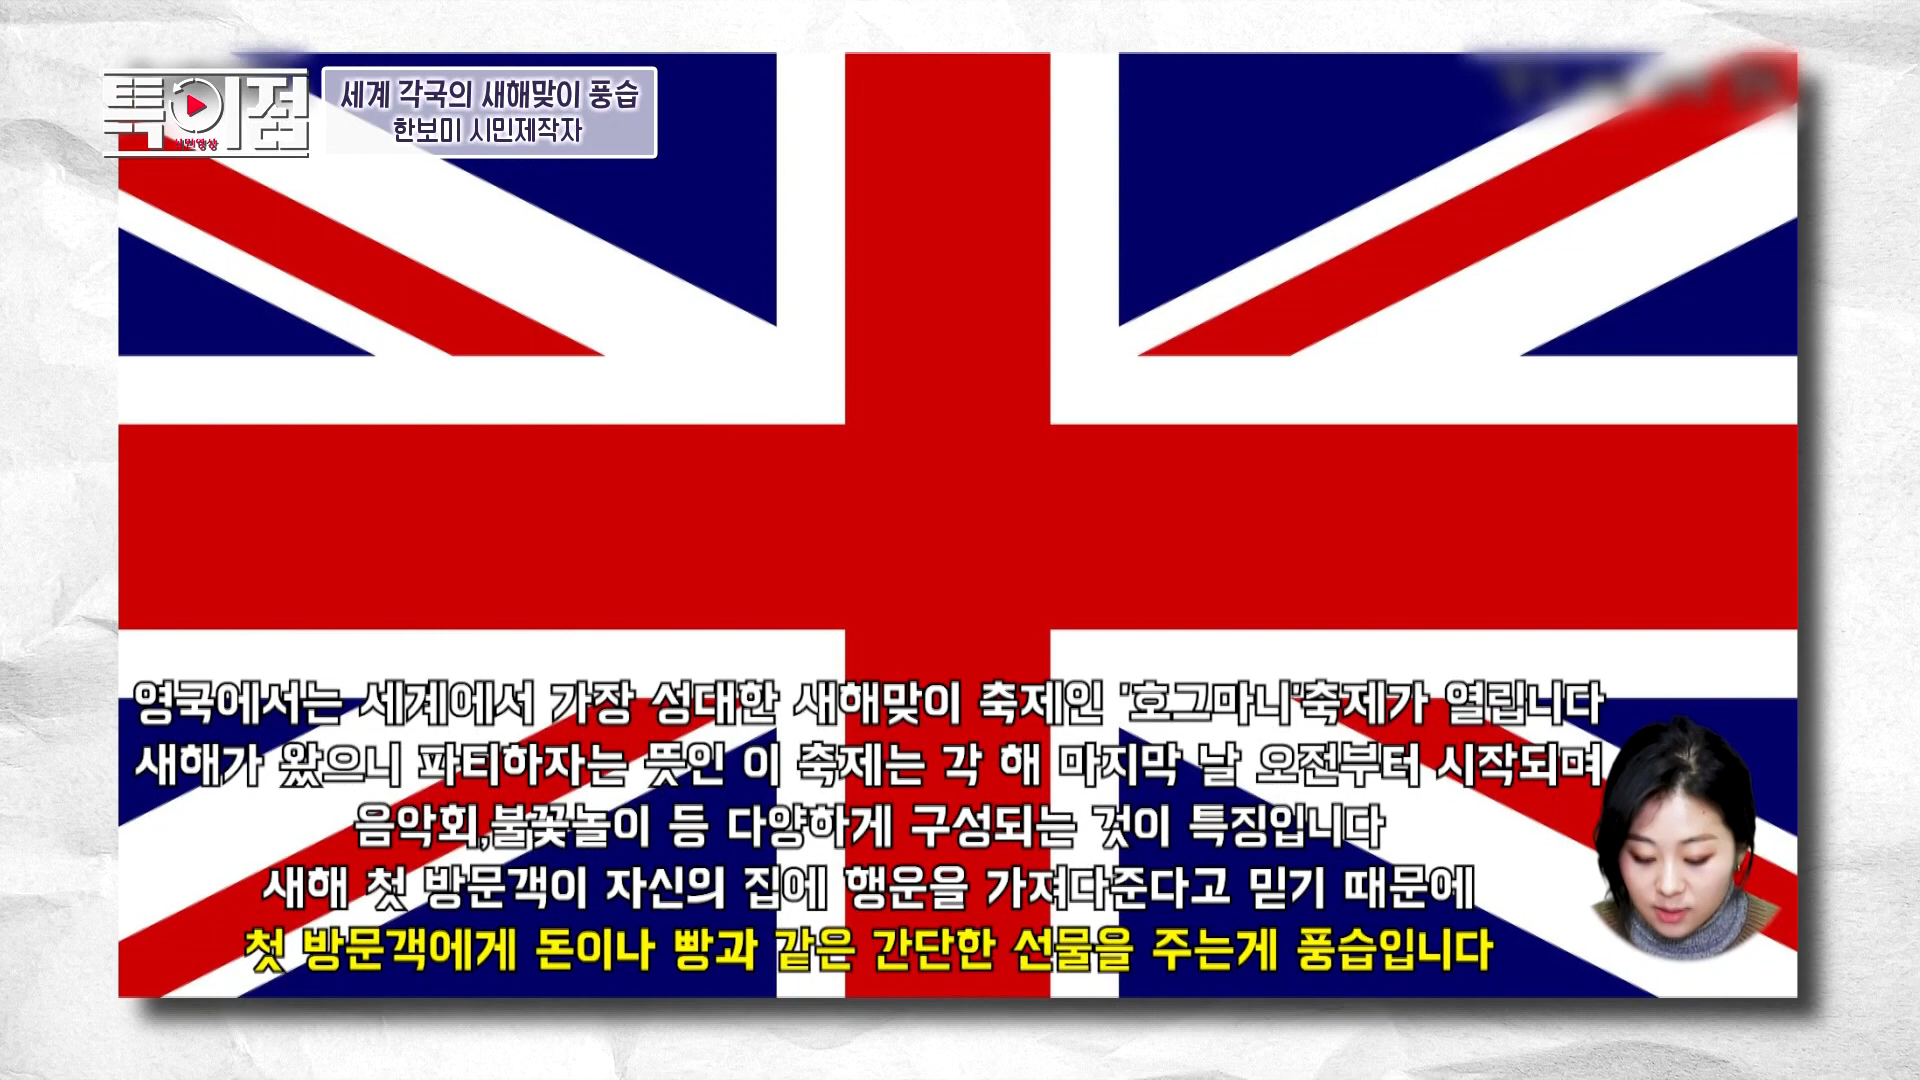 특이점
시민영상
세계 각국의 새해맞이 풍습
한보미 시민제작자
영국에서는 세계에서 가장 성대한 새해맞이 축제인 '호그마니'축제가 열립니다
새해가 왔으니 파티하자는 뜻인 이 축제는 각 해 마지막 날 오전부터 시작되며
음악회,불꽃놀이 등 다양하게 구성되는 것이 특징입니다
새해 첫 방문객이 자신의 집에 행운을 가져다준다고 믿기 때문에
첫 방문객에게 돈이나 빵과 같은 간단한 선물을 주는게 풍습입니다